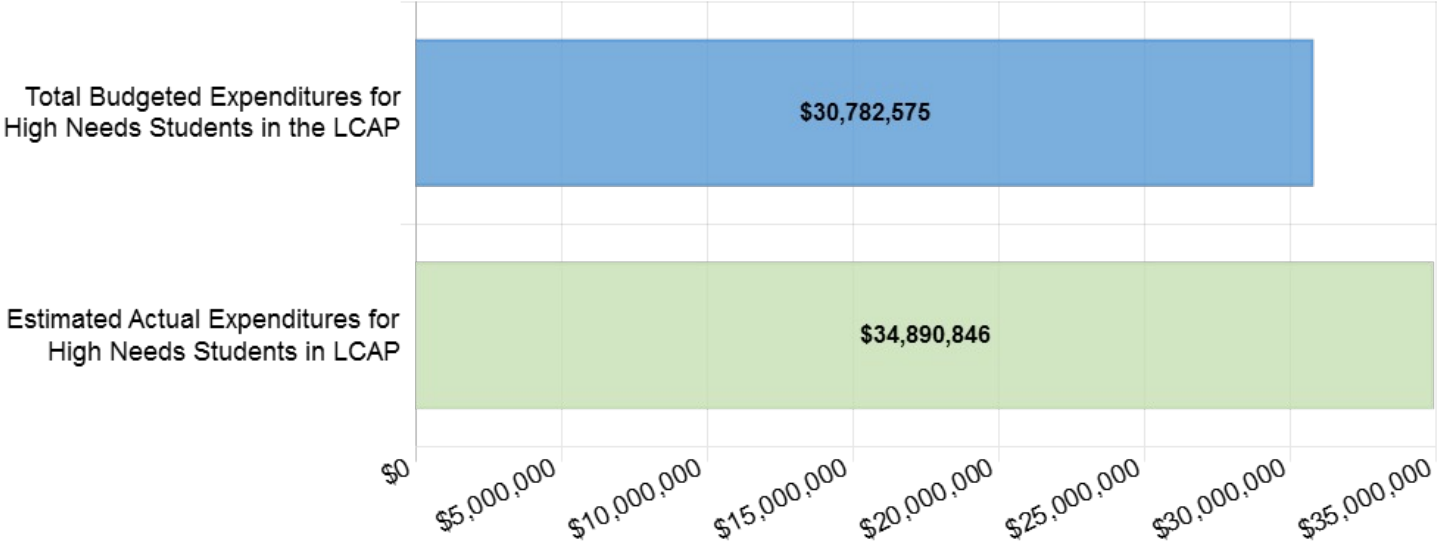 Total Budgeted Expenditures for
High Needs Students in the LCAP
$30,782,575
Estimated Actual Expenditures for
High Needs Students in LCAP
$34,890,846
$0
$5,000,000
$10,000,000
$15,000,000
$20,000,000
$25,000,000
$30,000,000
$35,000,000